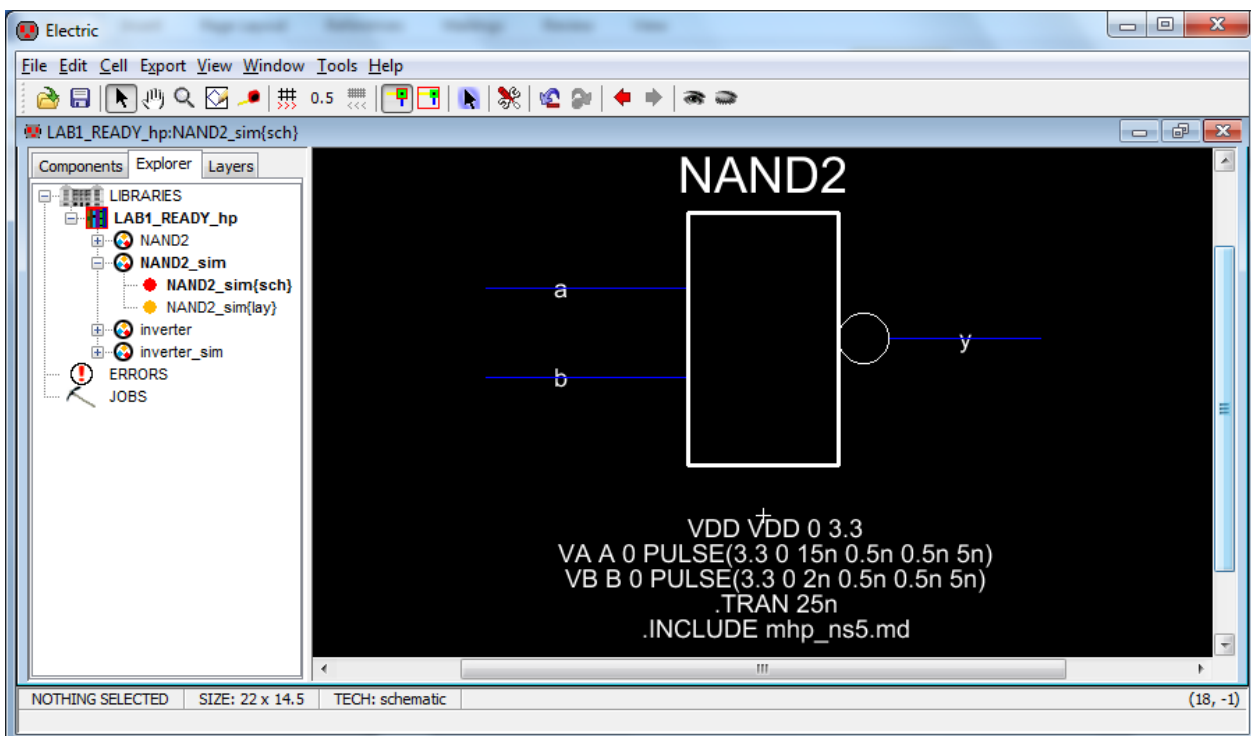 Electric
File Edit Cell Export View Window Tools Help
0.5
LAB1_READY_hp:NAND2_sim{sch}
Components Explorer Layers
LIBRARIES
LAB1_READY_hp
NAND2
NAND2_sim
NAND2_sim{sch}
NAND2_sim{lay}
inverter
inverter_sim
ERRORS
JOBS
NAND2
a
y
b
VDD VDD 0 3.3
VA A 0 PULSE(3.3 0 15n 0.5n 0.5n 5n)
VB B 0 PULSE(3.3 0 2n 0.5n 0.5n 5n)
.TRAN 25n
.INCLUDE mhp_ns5.md
NOTHING SELECTED SIZE: 22 x 14.5 TECH: schematic (18, -1)